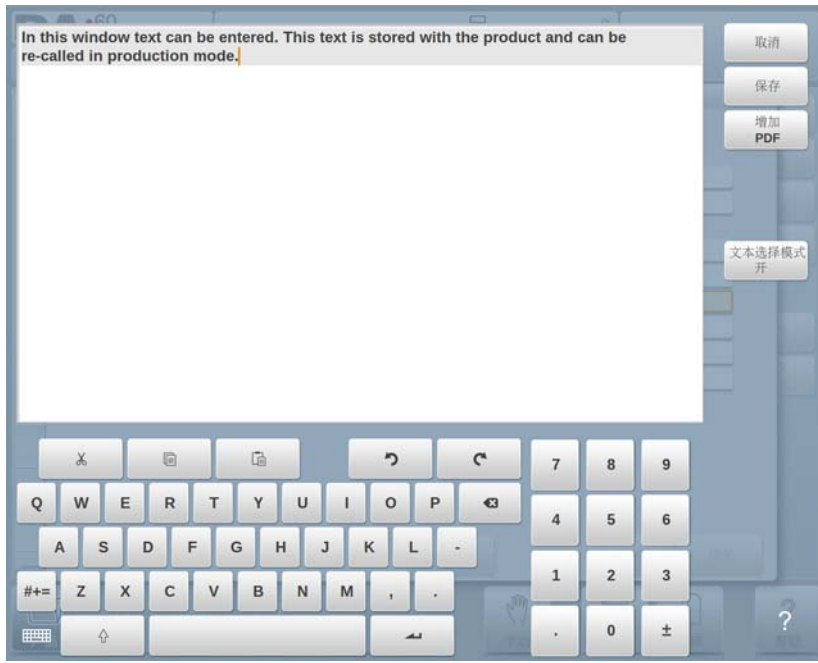 In this window text can be entered. This text is stored with the product and can be
re-called in production mode.
取消
保存
增加
PDF
文本选择模式
开
7 8 9
Q W E R T Y U I O P
4 5 6
A S D F G H J K L -
1 2 3
#+= Z X C V B N M , .
. 0 ±
?